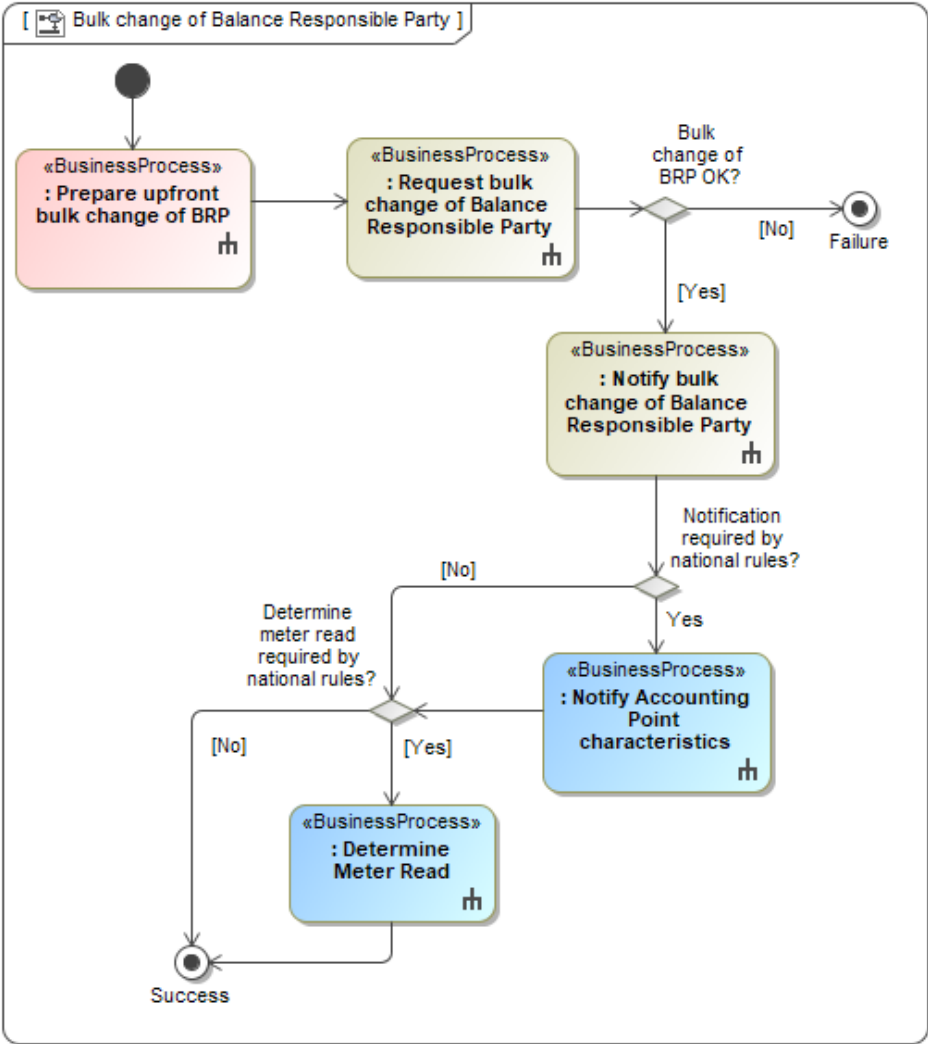 [ Bulk change of Balance Responsible Party ]
«BusinessProcess»
: Prepare upfront
bulk change of BRP
«BusinessProcess»
: Request bulk
change of Balance
Responsible Party
Bulk
change of
BRP OK?
[No]
Failure
[Yes]
«BusinessProcess»
: Notify bulk
change of Balance
Responsible Party
Notification
required by
national rules?
[No]
Yes
Determine
meter read
required by
national rules?
«BusinessProcess»
: Notify Accounting
Point
characteristics
[No]
[Yes]
«BusinessProcess»
: Determine
Meter Read
Success